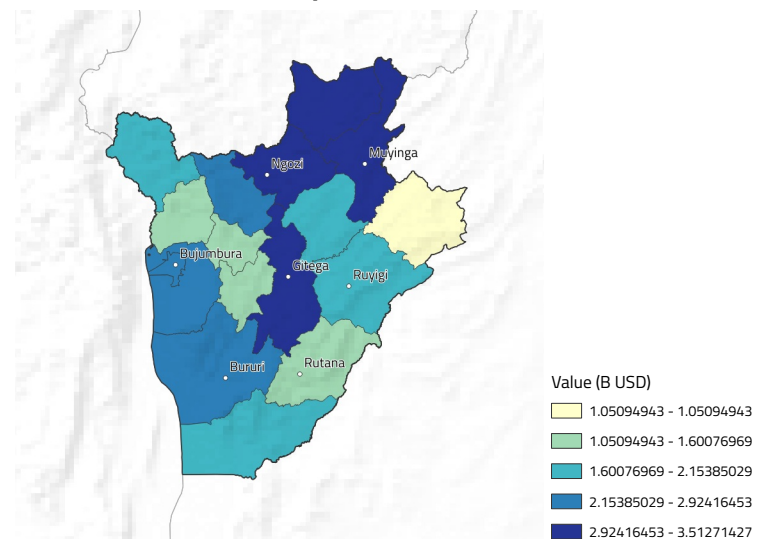 Ngozi
Muyinga
Bujumbura
Gitega
Ruyigi
Bururi
Rutana
Value (B USD)
1.05094943 - 1.05094943
1.05094943 - 1.60076969
1.60076969 - 2.15385029
2.15385029 - 2.92416453
2.92416453 - 3.51271427